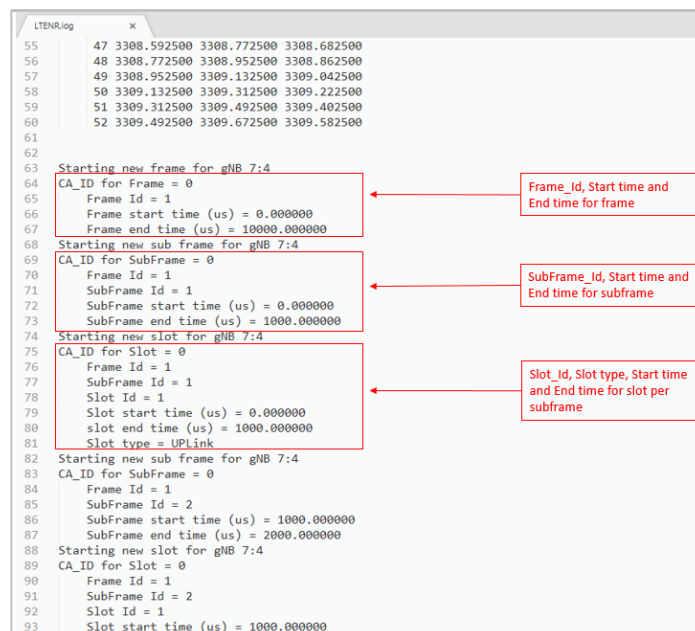 LTENR.log ×
55 47 3308.592500 3308.772500 3308.682500
56 48 3308.772500 3308.952500 3308.862500
57 49 3308.952500 3309.132500 3309.042500
58 50 3309.132500 3309.312500 3309.222500
59 51 3309.312500 3309.492500 3309.402500
60 52 3309.492500 3309.672500 3309.582500
61
62
63 Starting new frame for gNB 7:4
64 CA_ID for Frame = 0
65 Frame Id = 1
66 Frame start time (us) = 0.000000
67 Frame end time (us) = 10000.000000
Frame_Id, Start time and
End time for frame
68 Starting new sub frame for gNB 7:4
69 CA_ID for SubFrame = 0
70 Frame Id = 1
71 SubFrame Id = 1
72 SubFrame start time (us) = 0.000000
73 SubFrame end time (us) = 1000.000000
SubFrame_Id, Start time and
End time for subframe
74 Starting new slot for gNB 7:4
75 CA_ID for Slot = 0
76 Frame Id = 1
77 SubFrame Id = 1
78 Slot Id = 1
79 Slot start time (us) = 0.000000
80 slot end time (us) = 1000.000000
81 Slot type = UPLink
Slot_Id, Slot type, Start time
and End time for slot per
subframe
82 Starting new sub frame for gNB 7:4
83 CA_ID for SubFrame = 0
84 Frame Id = 1
85 SubFrame Id = 2
86 SubFrame start time (us) = 1000.000000
87 SubFrame end time (us) = 2000.000000
88 Starting new slot for gNB 7:4
89 CA_ID for Slot = 0
90 Frame Id = 1
91 SubFrame Id = 2
92 Slot Id = 1
93 Slot start time (us) = 1000.000000